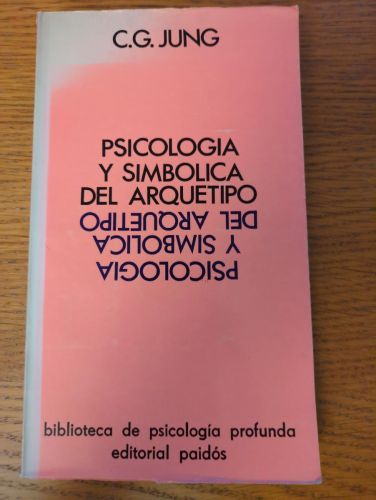 C.G. JUNG
PSICOLOGIA
Y SIMBOLICA
DEL ARQUETIPO
DEL ARQUETIPO
Y SIMBOLICA
PSICOLOGIA
biblioteca de psicología profunda
editorial paidós